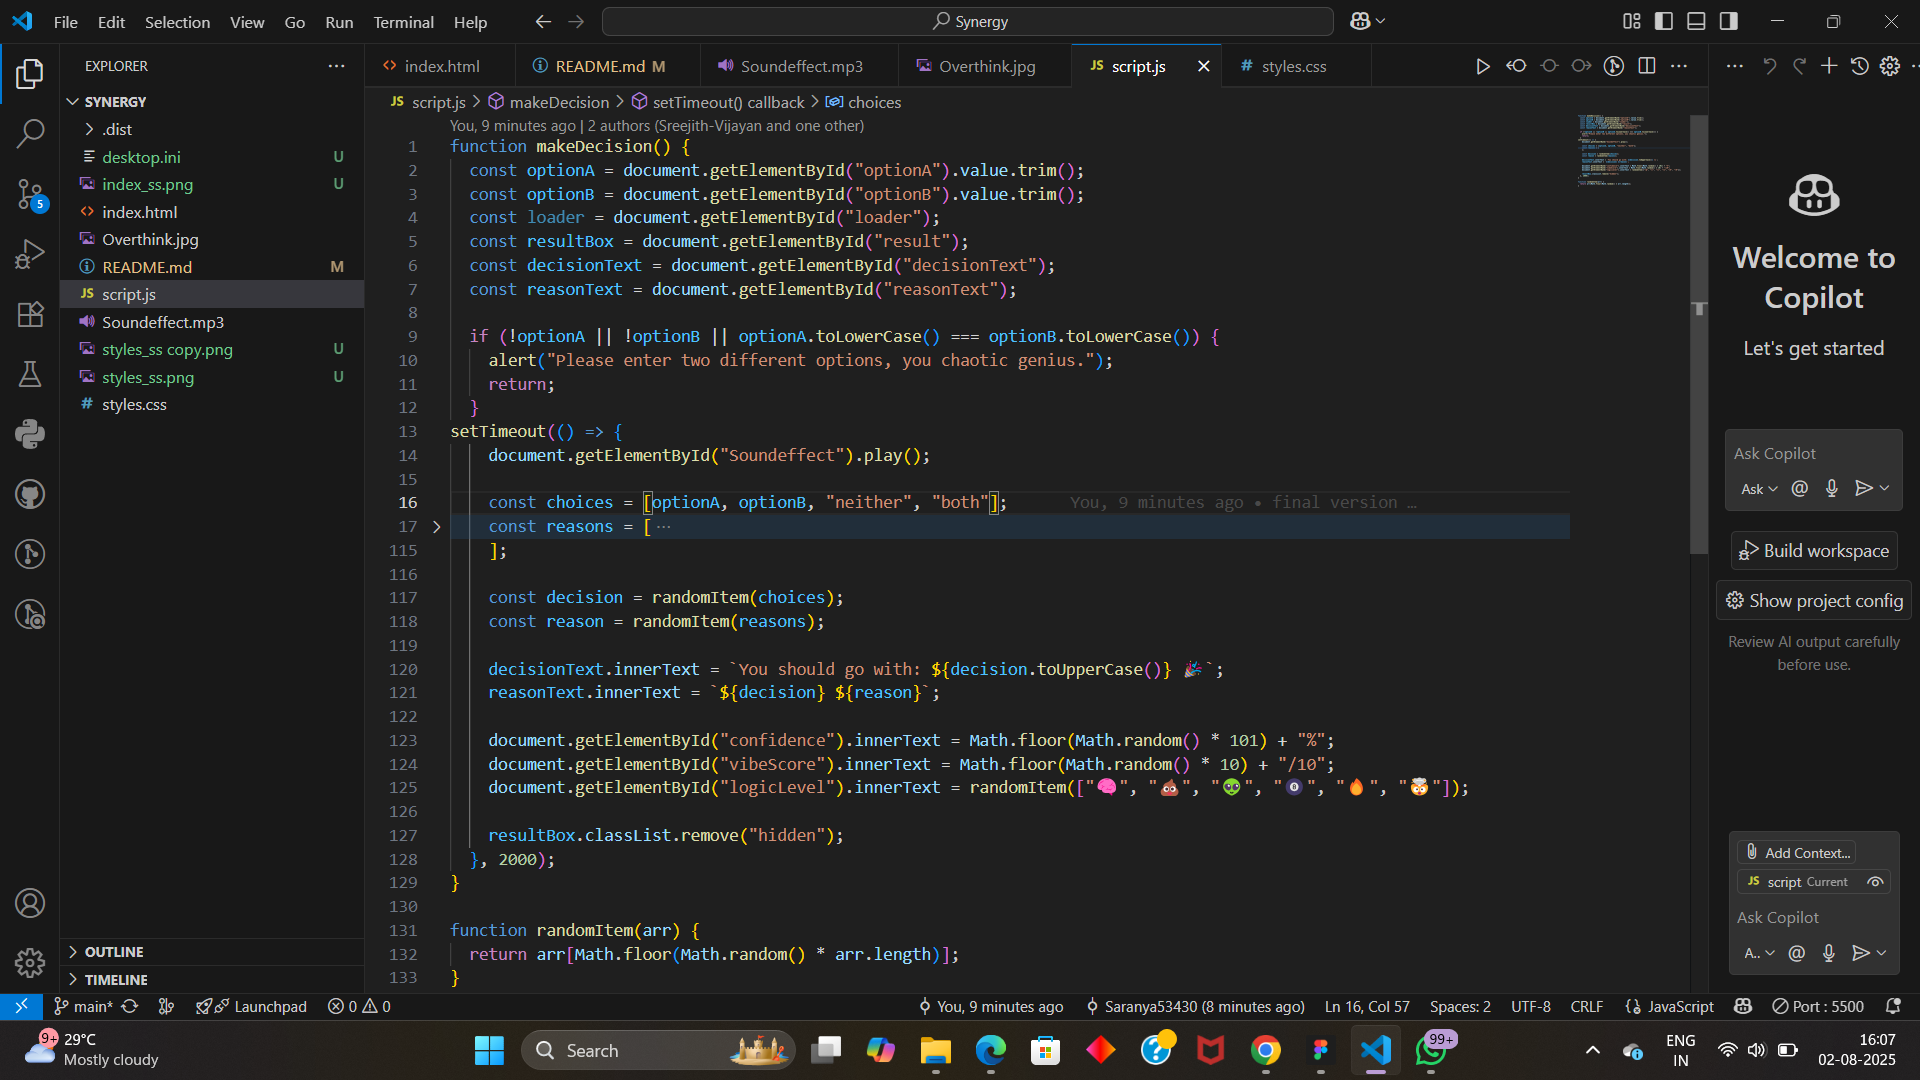 File Edit Selection View Go Run Terminal Help
Synergy
EXPLORER
SYNERGY
.dist
desktop.ini U
index_ss.png U
index.html
Overthink.jpg
README.md M
script.js
Soundeffect.mp3
styles_ss copy.png U
styles_ss.png U
styles.css
OUTLINE
TIMELINE
5
index.html README.md M Soundeffect.mp3 Overthink.jpg script.js styles.css
script.js > makeDecision > setTimeout() callback > choices
You, 9 minutes ago | 2 authors (Sreejith-Vijayan and one other)
1 function makeDecision() {
2 const optionA = document.getElementById("optionA").value.trim();
3 const optionB = document.getElementById("optionB").value.trim();
4 const loader = document.getElementById("loader");
5 const resultBox = document.getElementById("result");
6 const decisionText = document.getElementById("decisionText");
7 const reasonText = document.getElementById("reasonText");
8
9 if (!optionA || !optionB || optionA.toLowerCase() === optionB.toLowerCase()) {
10 alert("Please enter two different options, you chaotic genius.");
11 return;
12 }
13 setTimeout(() => {
14 document.getElementById("Soundeffect").play();
15
16 const choices = [optionA, optionB, "neither", "both"]; You, 9 minutes ago • final version …
17 const reasons = [ ···
115 ];
116
117 const decision = randomItem(choices);
118 const reason = randomItem(reasons);
119
120 decisionText.innerText = `You should go with: ${decision.toUpperCase()} 🎉`;
121 reasonText.innerText = `${decision} ${reason}`;
122
123 document.getElementById("confidence").innerText = Math.floor(Math.random() * 101) + "%";
124 document.getElementById("vibeScore").innerText = Math.floor(Math.random() * 10) + "/10";
125 document.getElementById("logicLevel").innerText = randomItem(["🧠", "💩", "👽", "🎱", "🔥", "🤯"]);
126
127 resultBox.classList.remove("hidden");
128 }, 2000);
129 }
130
131 function randomItem(arr) {
132 return arr[Math.floor(Math.random() * arr.length)];
133 }
Welcome to
Copilot
Let's get started
Ask Copilot
Ask
Build workspace
Show project config
Review AI output carefully
before use.
Add Context...
JS script Current
Ask Copilot
A..
main* Launchpad 0 0 You, 9 minutes ago Saranya53430 (8 minutes ago) Ln 16, Col 57 Spaces: 2 UTF-8 CRLF {} JavaScript Port : 5500
9+ 29°C
Mostly cloudy
Search
99+
ENG
IN
16:07
02-08-2025